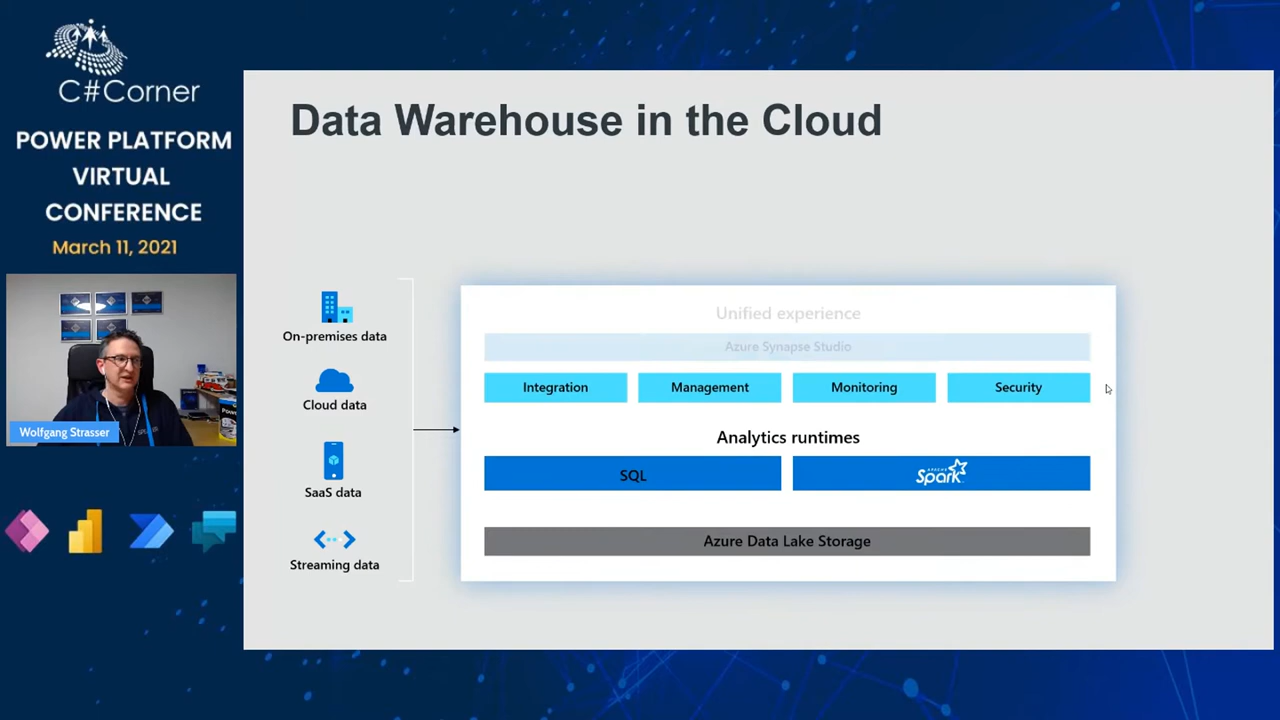 C#Corner
POWER PLATFORM
VIRTUAL
CONFERENCE
March 11, 2021
Wolfgang Strasser
Data Warehouse in the Cloud
On-premises data
Cloud data
SaaS data
Streaming data
Unified experience
Azure Synapse Studio
Integration
Management
Monitoring
Security
Analytics runtimes
SQL
APACHE
Spark
Azure Data Lake Storage